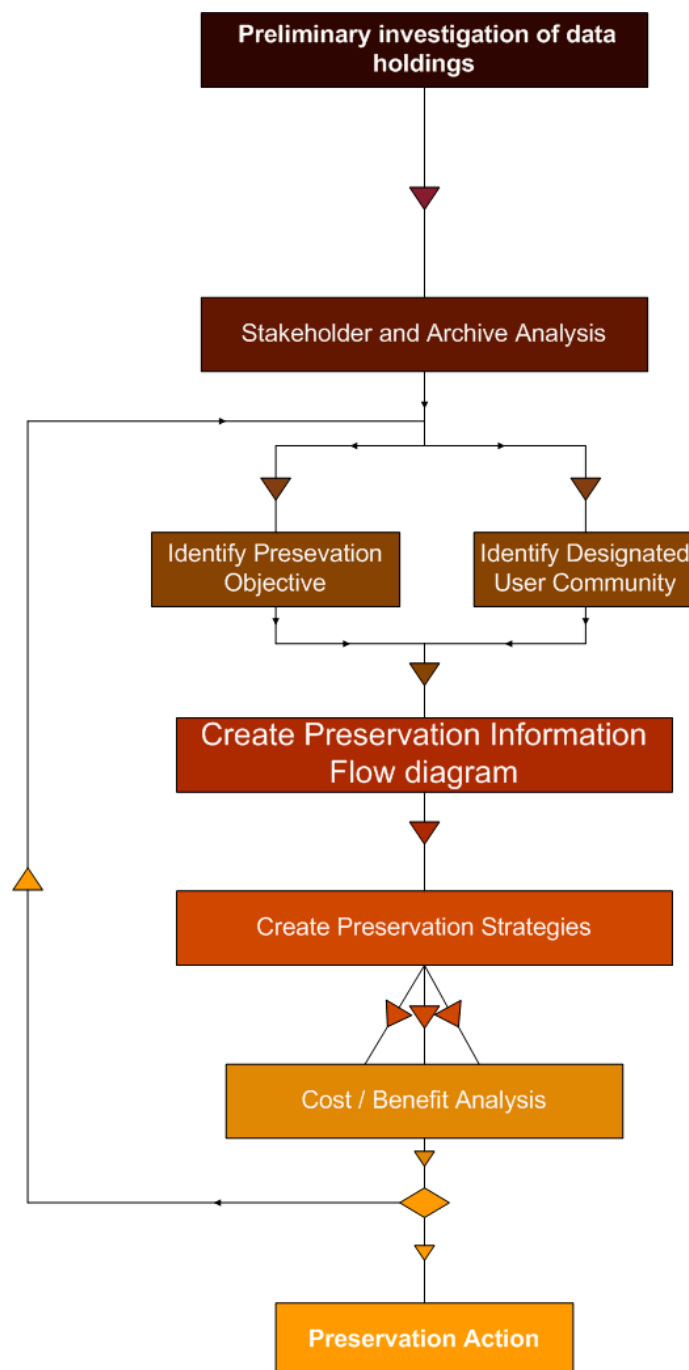 Preliminary investigation of data
holdings
Stakeholder and Archive Analysis
Identify Presevation
Objective
Identify Designated
User Community
Create Preservation Information
Flow diagram
Create Preservation Strategies
Cost / Benefit Analysis
Preservation Action